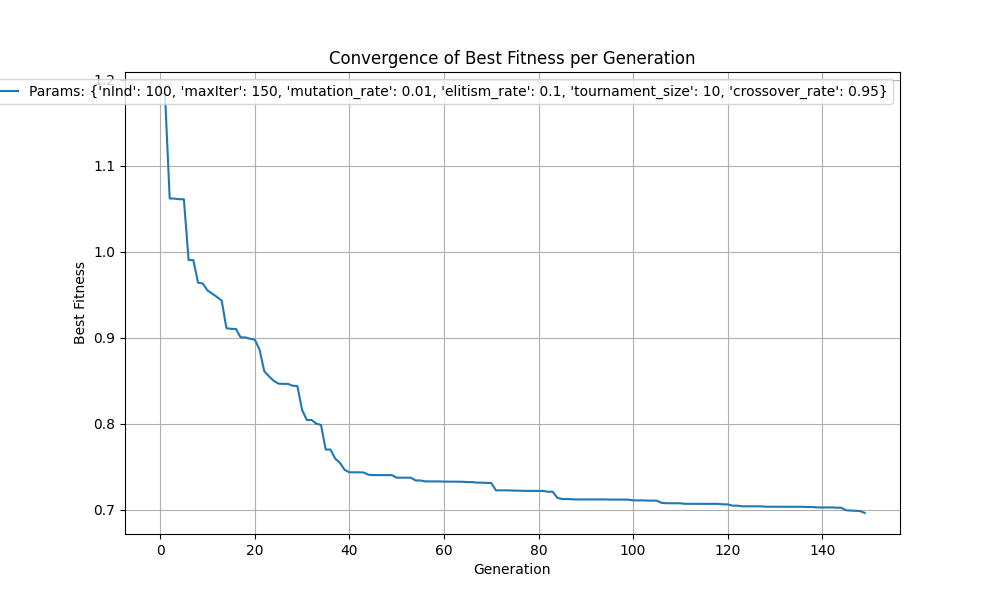 Convergence of Best Fitness per Generation
Params: {'nInd': 100, 'maxIter': 150, 'mutation_rate': 0.01, 'elitism_rate': 0.1, 'tournament_size': 10, 'crossover_rate': 0.95}
Best Fitness
1.2
1.1
1.0
0.9
0.8
0.7
0 20 40 60 80 100 120 140
Generation